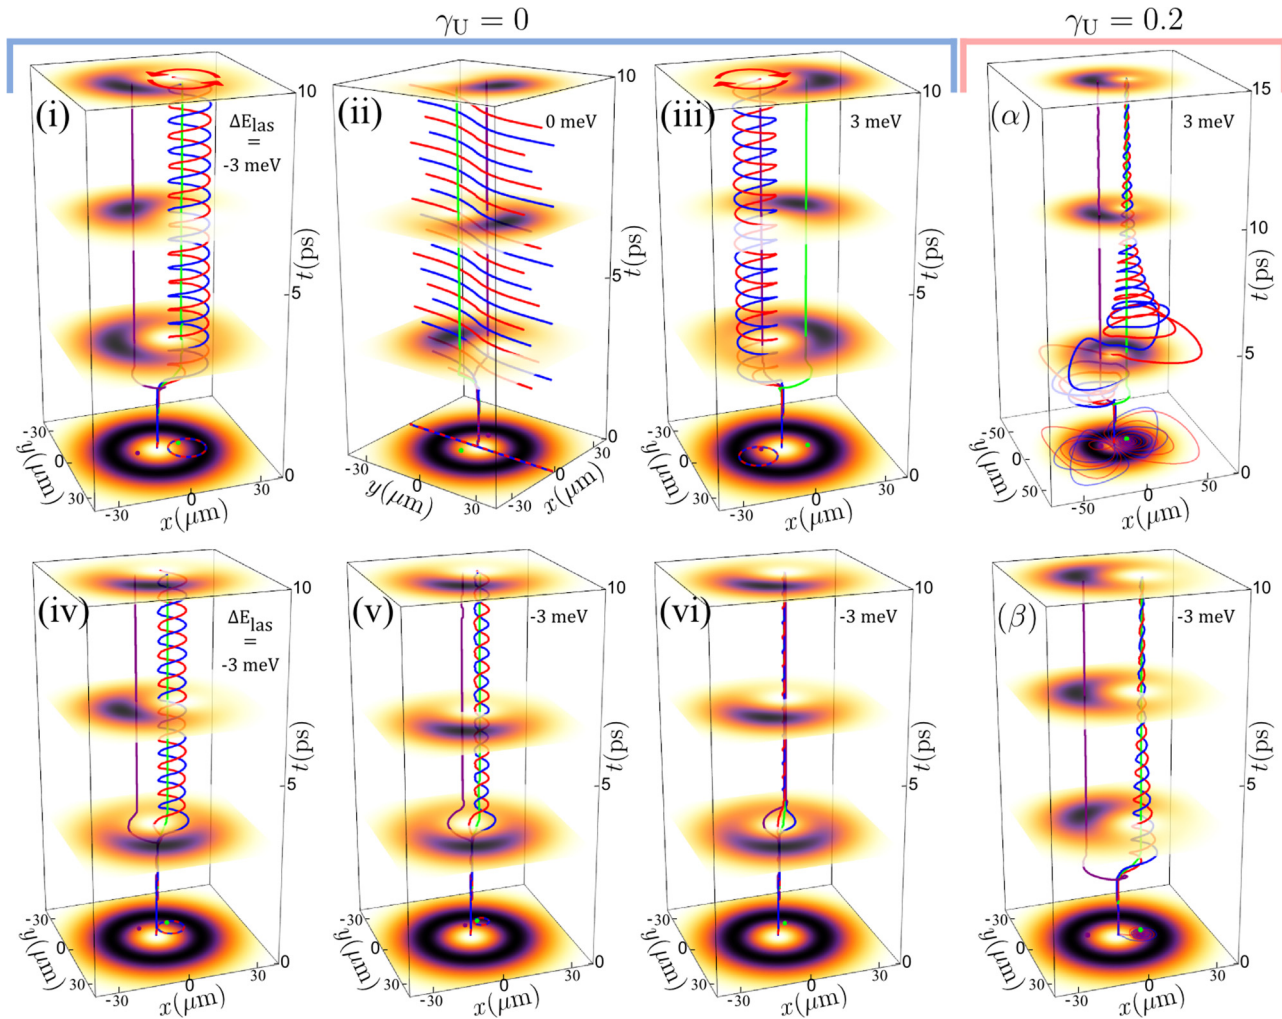 γU = 0
γU = 0.2
(i)
ΔElas
=
-3 meV
10
5
0
t(ps)
-30
0
30
y(μm)
-30
0
30
x(μm)
(ii)
0 meV
10
5
0
t(ps)
-30
0
30
y(μm)
-30
0
30
x(μm)
(iii)
3 meV
10
5
0
t(ps)
-30
0
30
y(μm)
-30
0
30
x(μm)
(α)
3 meV
15
10
5
0
t(ps)
-50
0
50
y(μm)
-50
0
50
x(μm)
(iv)
ΔElas
=
-3 meV
10
5
0
t(ps)
-30
0
30
y(μm)
-30
0
30
x(μm)
(v)
-3 meV
10
5
0
t(ps)
-30
0
30
y(μm)
-30
0
30
x(μm)
(vi)
-3 meV
10
5
0
t(ps)
-30
0
30
y(μm)
-30
0
30
x(μm)
(β)
-3 meV
10
5
0
t(ps)
-30
0
30
y(μm)
-30
0
30
x(μm)